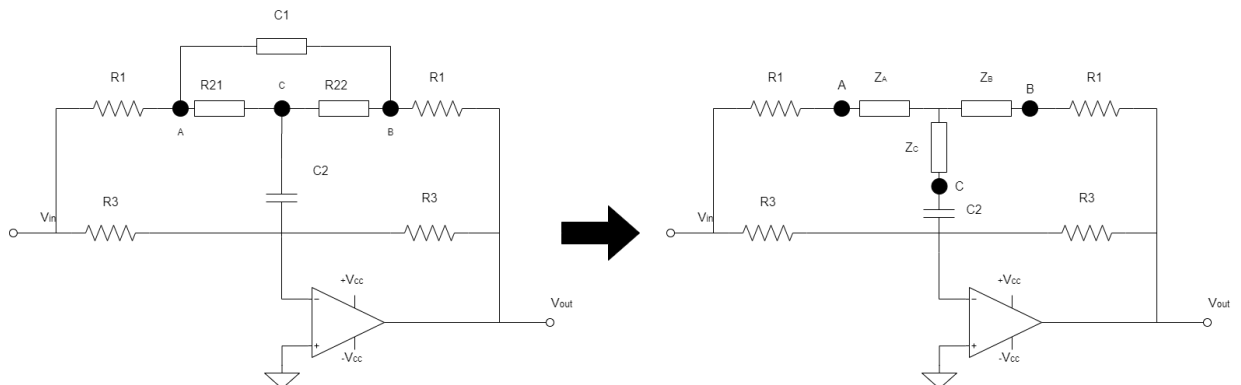 C1
R1
R21
C
R22
R1
A
B
C2
R3
R3
Vin
+Vcc
-Vcc
Vout
R1
A
ZA
ZB
B
R1
ZC
C
C2
R3
R3
Vin
+Vcc
-Vcc
Vout